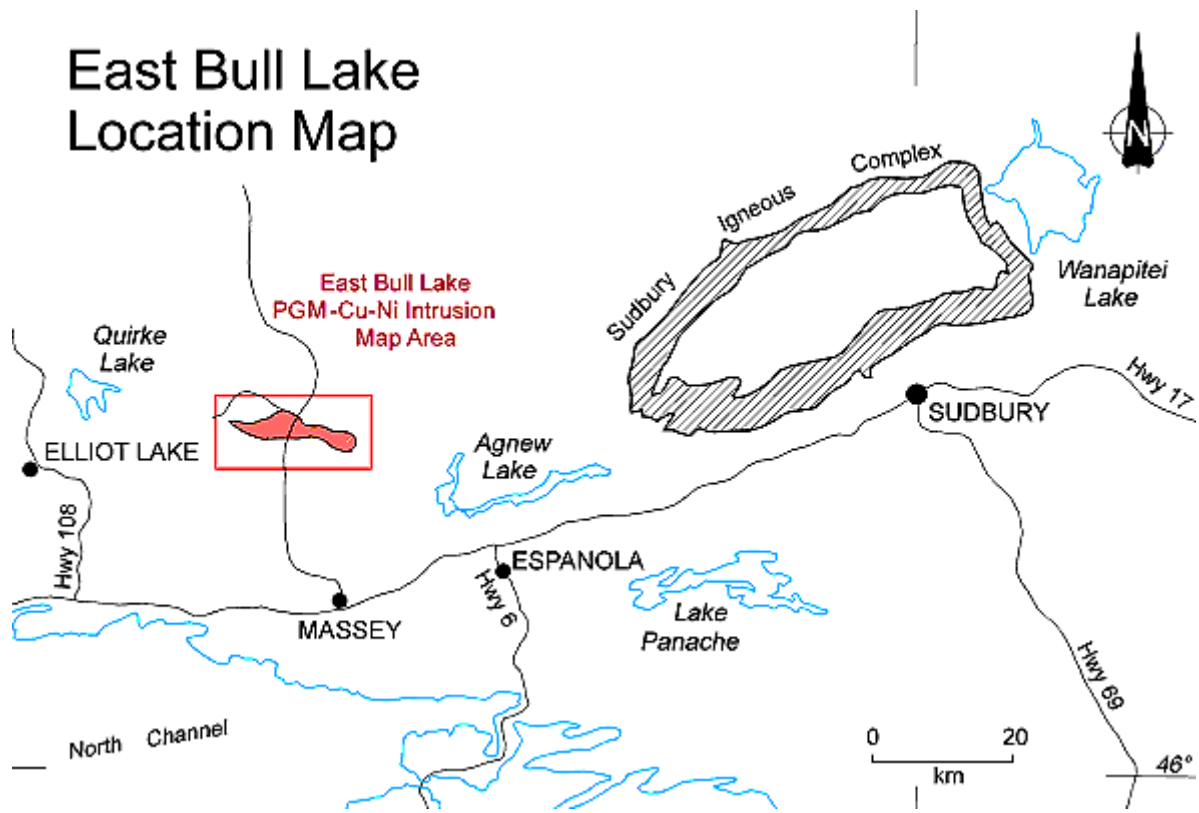 East Bull Lake
Location Map
N
Complex
Igneous
Sudbury
Wanapitei
Lake
East Bull Lake
PGM-Cu-Ni Intrusion
Map Area
Quirke
Lake
Hwy 17
SUDBURY
ELLIOT LAKE
Agnew
Lake
Hwy 108
ESPANOLA
Hwy 6
MASSEY
Lake
Panache
Hwy 69
North Channel
0 20
km
46°